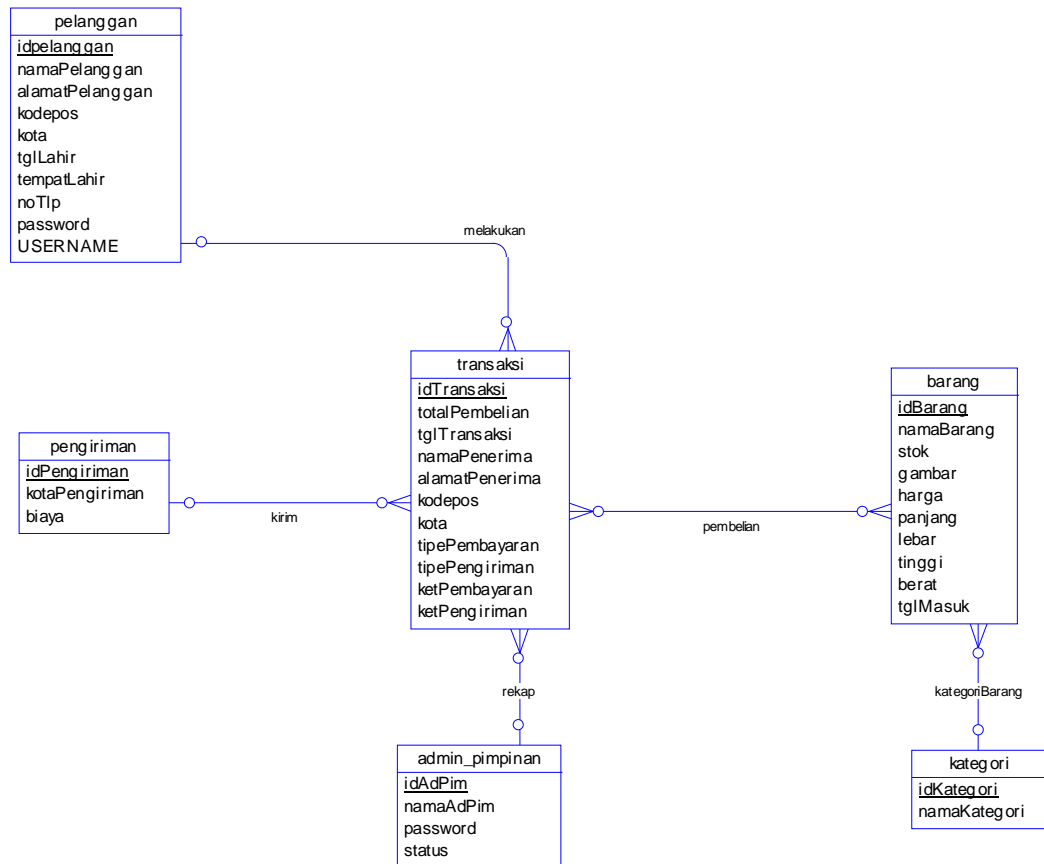 pelanggan
idpelanggan
namaPelanggan
alamatPelanggan
kodepos
kota
tglLahir
tempatLahir
noTlp
password
USERNAME
melakukan
transaksi
idTransaksi
totalPembelian
tglTransaksi
namaPenerima
alamatPenerima
kodepos
kota
tipePembayaran
tipePengiriman
ketPembayaran
ketPengiriman
pengiriman
idPengiriman
kotaPengiriman
biaya
kirim
pembelian
barang
idBarang
namaBarang
stok
gambar
harga
panjang
lebar
tinggi
berat
tglMasuk
rekap
kategoriBarang
admin_pimpinan
idAdPim
namaAdPim
password
status
kategori
idKategori
namaKategori